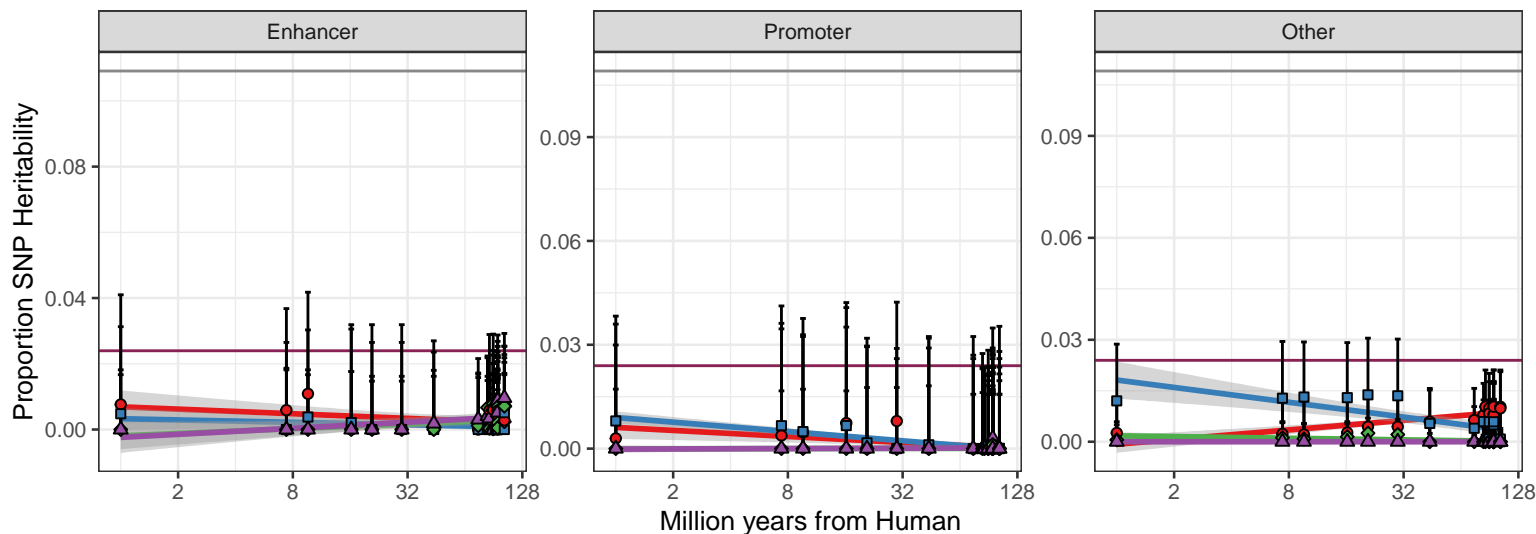 Enhancer
Promoter
Other
Proportion SNP Heritability
0.08
0.04
0.00
0.09
0.06
0.03
0.00
0.09
0.06
0.03
0.00
2 8 32 128
2 8 32 128
2 8 32 128
Million years from Human